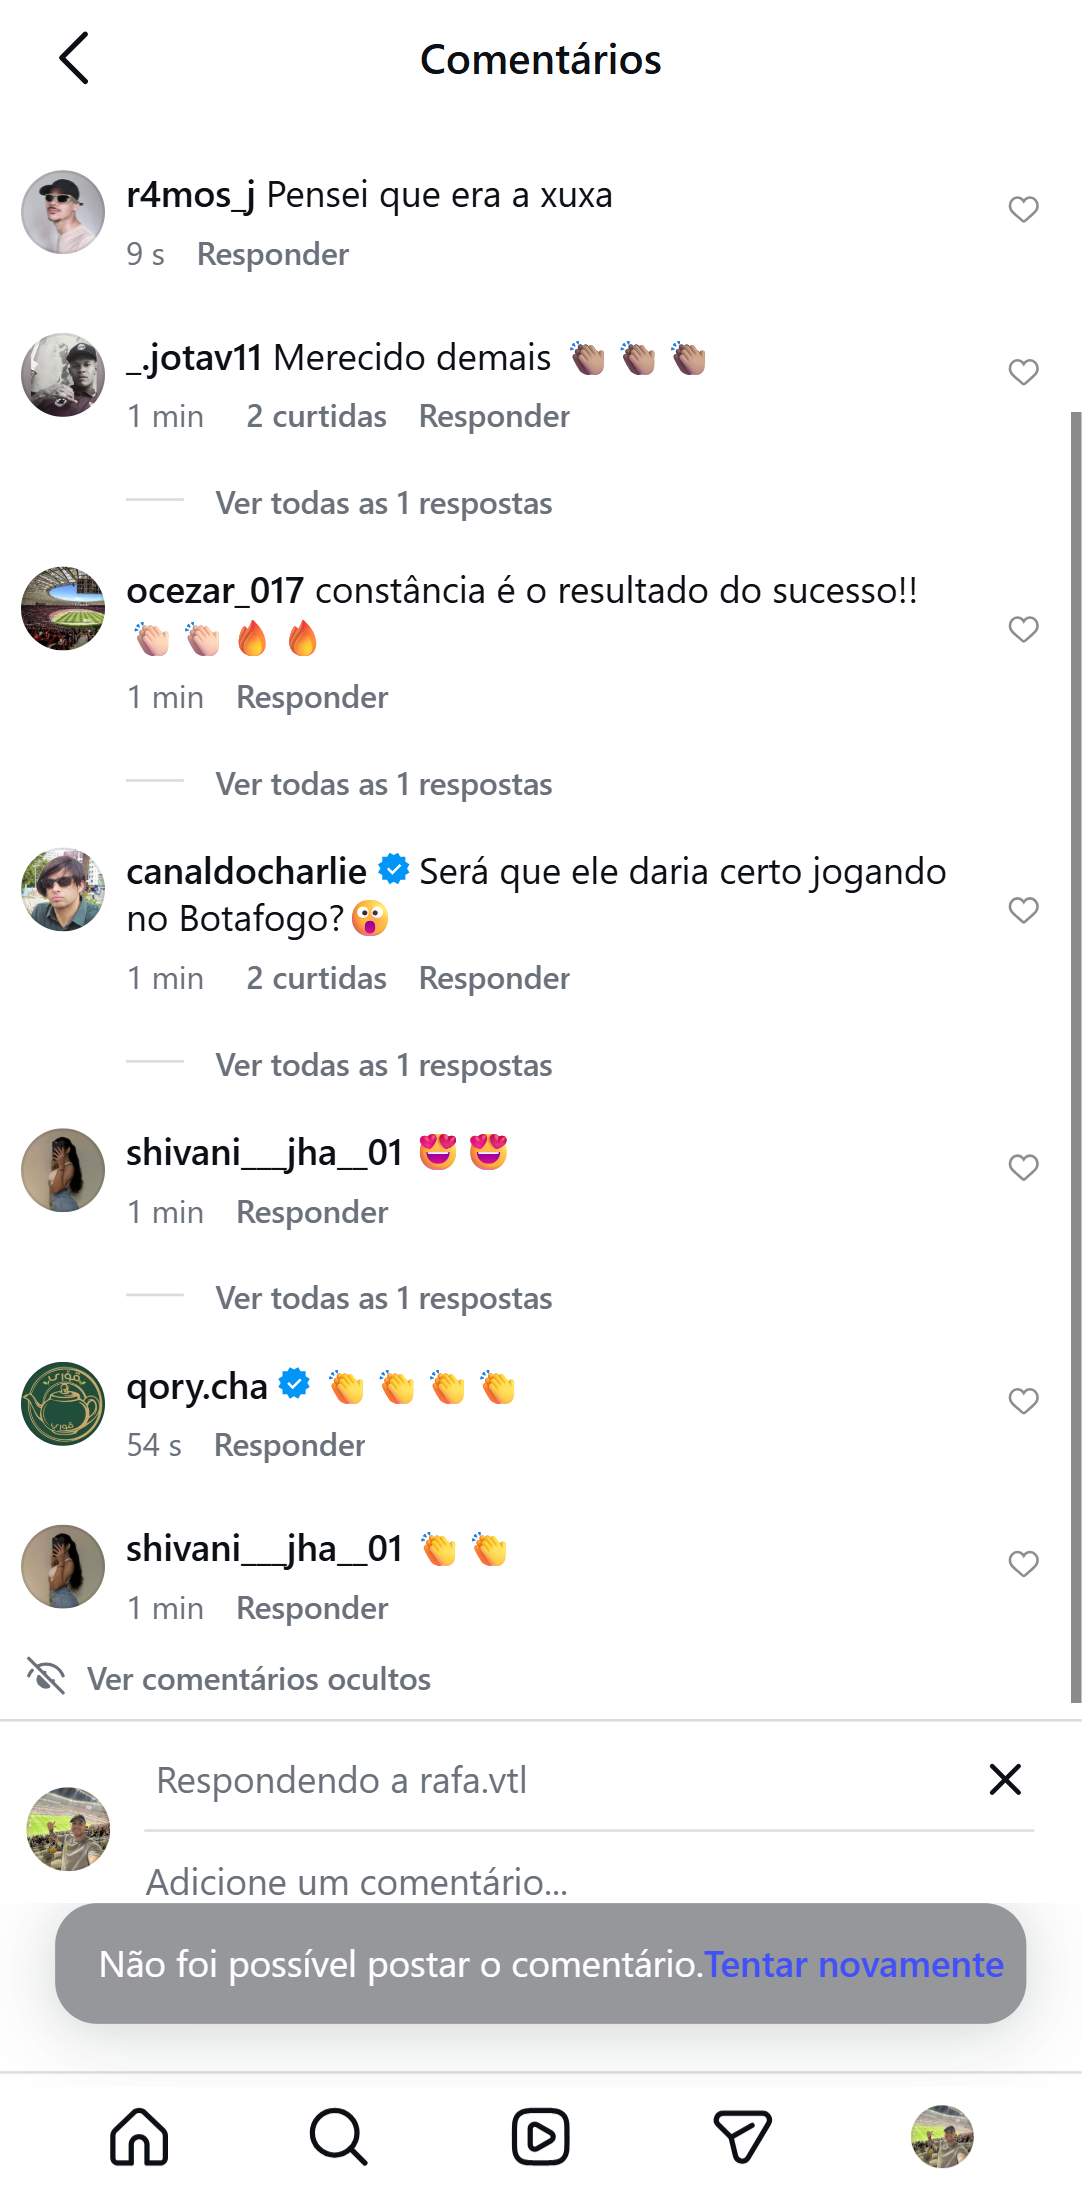 Comentários
r4mos_j Pensei que era a xuxa
9 s Responder
_.jotav11 Merecido demais 👏🏽👏🏽👏🏽
1 min 2 curtidas Responder
Ver todas as 1 respostas
ocezar_017 constância é o resultado do sucesso!!
👏🏻👏🏻🔥🔥
1 min Responder
Ver todas as 1 respostas
canaldocharlie Será que ele daria certo jogando
no Botafogo?😲
1 min 2 curtidas Responder
Ver todas as 1 respostas
shivani___jha__01 😍😍
1 min Responder
Ver todas as 1 respostas
qory.cha 👏👏👏👏
54 s Responder
shivani___jha__01 👏👏
1 min Responder
Ver comentários ocultos
Respondendo a rafa.vtl
Adicione um comentário...
Não foi possível postar o comentário.Tentar novamente